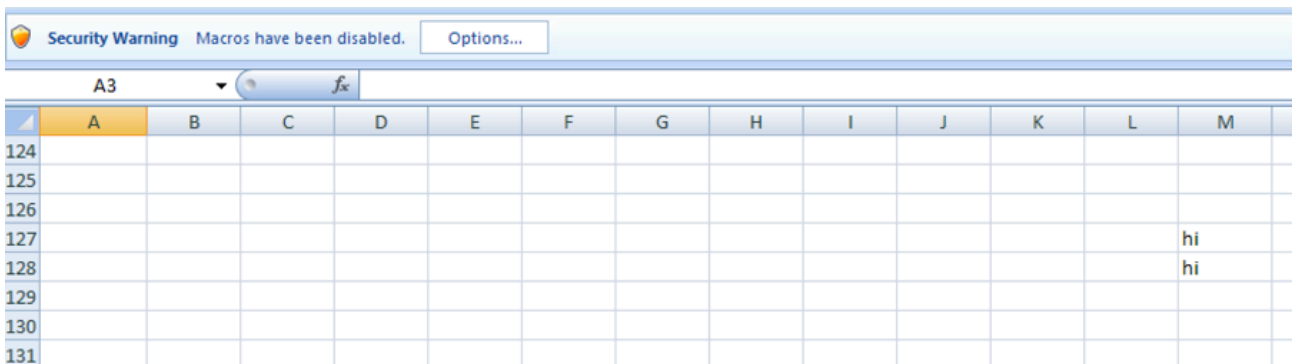 Security Warning Macros have been disabled. Options...
A3 fx
A B C D E F G H I J K L M
124
125
126
127 hi
128 hi
129
130
131